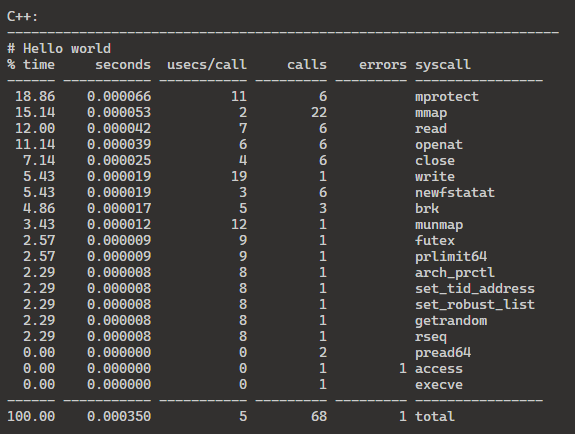 C++:
---------------------------------------------------------------------
# Hello world
% time     seconds  usecs/call     calls    errors syscall
------ ----------- ----------- --------- --------- ----------------
 18.86    0.000066          11         6           mprotect
 15.14    0.000053           2        22           mmap
 12.00    0.000042           7         6           read
 11.14    0.000039           6         6           openat
  7.14    0.000025           4         6           close
  5.43    0.000019          19         1           write
  5.43    0.000019           3         6           newfstatat
  4.86    0.000017           5         3           brk
  3.43    0.000012          12         1           munmap
  2.57    0.000009           9         1           futex
  2.57    0.000009           9         1           prlimit64
  2.29    0.000008           8         1           arch_prctl
  2.29    0.000008           8         1           set_tid_address
  2.29    0.000008           8         1           set_robust_list
  2.29    0.000008           8         1           getrandom
  2.29    0.000008           8         1           rseq
  0.00    0.000000           0         2           pread64
  0.00    0.000000           0         1         1 access
  0.00    0.000000           0         1           execve
------ ----------- ----------- --------- --------- ----------------
100.00    0.000350           5        68         1 total